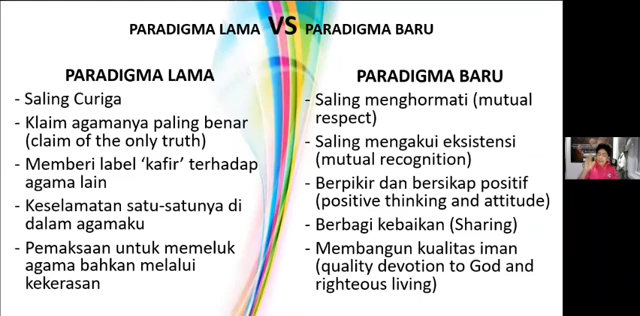 PARADIGMA LAMA VS PARADIGMA BARU
PARADIGMA LAMA
- Saling Curiga
- Klaim agamanya paling benar
(claim of the only truth)
- Memberi label ‘kafir’ terhadap
agama lain
- Keselamatan satu-satunya di
dalam agamaku
- Pemaksaan untuk memeluk
agama bahkan melalui
kekerasan
PARADIGMA BARU
- Saling menghormati (mutual
respect)
- Saling mengakui eksistensi
(mutual recognition)
- Berpikir dan bersikap positif
(positive thinking and attitude)
- Berbagi kebaikan (Sharing)
- Membangun kualitas iman
(quality devotion to God and
righteous living)